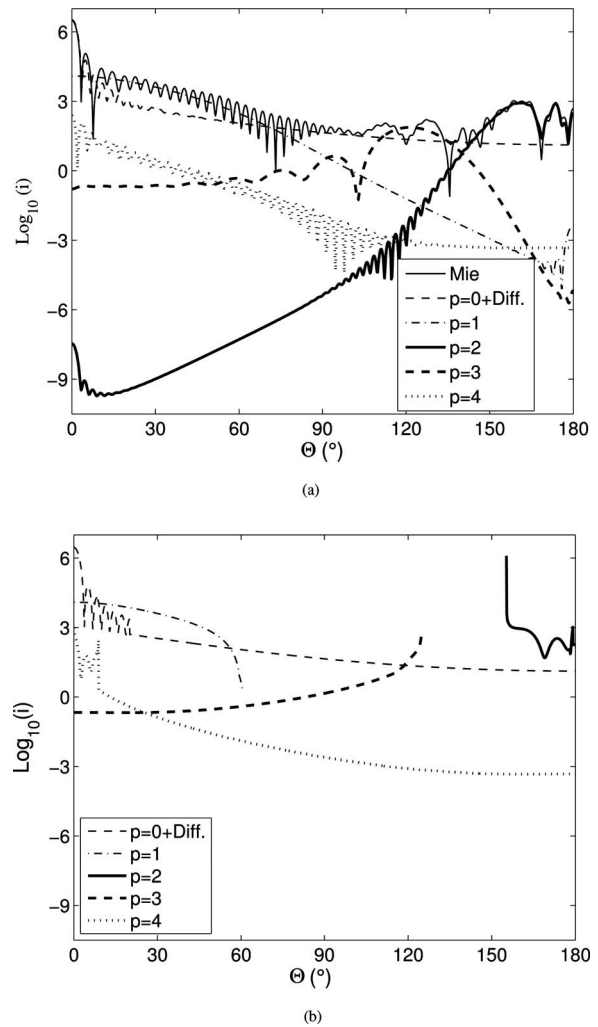 6
3
0
−3
−6
−9
Log10 (i)
Mie
p=0+Diff.
p=1
p=2
p=3
p=4
0 30 60 90 120 150 180
Θ (°)
(a)
6
3
0
−3
−6
−9
Log10(i)
p=0+Diff.
p=1
p=2
p=3
p=4
0 30 60 90 120 150 180
Θ (°)
(b)